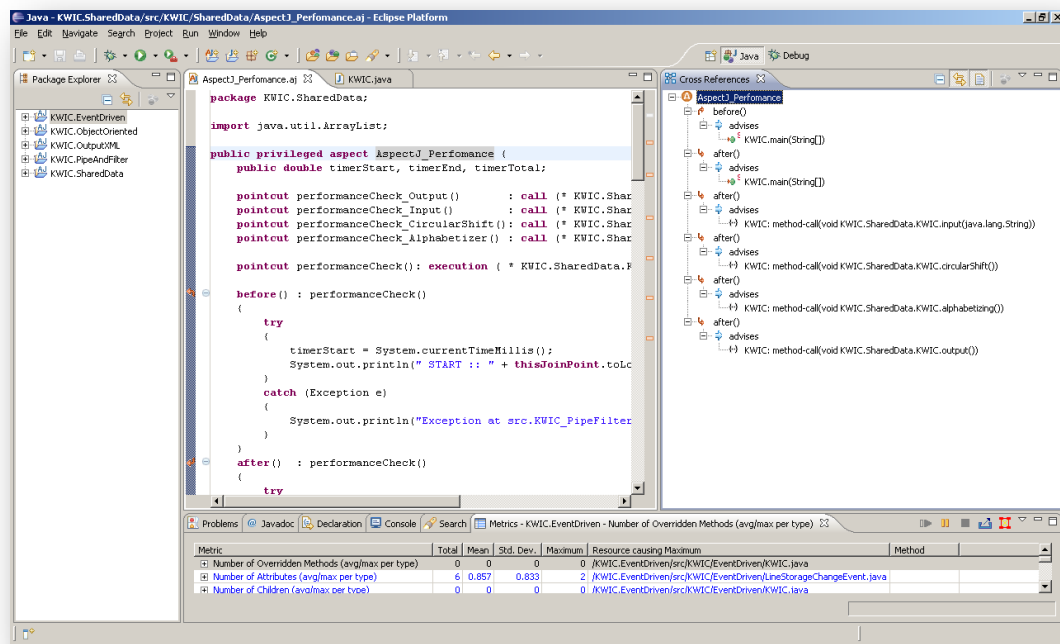 Java - KWIC.SharedData/src/KWIC/SharedData/AspectJ_Perfomance.aj - Eclipse Platform
File Edit Navigate Search Project Run Window Help
Java Debug
Package Explorer
KWIC.EventDriven
KWIC.ObjectOriented
KWIC.OutputXML
KWIC.PipeAndFilter
KWIC.SharedData
AspectJ_Perfomance.aj KWIC.java
package KWIC.SharedData;
import java.util.ArrayList;
public privileged aspect AspectJ_Perfomance {
public double timerStart, timerEnd, timerTotal;
pointcut performanceCheck_Output() : call (* KWIC.Shar
pointcut performanceCheck_Input() : call (* KWIC.Shar
pointcut performanceCheck_CircularShift(): call (* KWIC.Shar
pointcut performanceCheck_Alphabetizer() : call (* KWIC.Shar
pointcut performanceCheck(): execution ( * KWIC.SharedData.K
before() : performanceCheck()
{
try
{
timerStart = System.currentTimeMillis();
System.out.println(" START :: " + thisJoinPoint.toLo
}
catch (Exception e)
{
System.out.println("Exception at src.KWIC_PipeFilter
}
}
after() : performanceCheck()
{
try
Cross References
AspectJ_Perfomance
before()
advises
KWIC.main(String[])
after()
advises
KWIC.main(String[])
after()
advises
KWIC: method-call(void KWIC.SharedData.KWIC.input(java.lang.String))
after()
advises
KWIC: method-call(void KWIC.SharedData.KWIC.circularShift())
after()
advises
KWIC: method-call(void KWIC.SharedData.KWIC.alphabetizing())
after()
advises
KWIC: method-call(void KWIC.SharedData.KWIC.output())
Problems @ Javadoc Declaration Console Search Metrics - KWIC.EventDriven - Number of Overridden Methods (avg/max per type)
Metric Total Mean Std. Dev. Maximum Resource causing Maximum Method
Number of Overridden Methods (avg/max per type) 0 0 0 0 /KWIC.EventDriven/src/KWIC/EventDriven/KWIC.java
Number of Attributes (avg/max per type) 6 0.857 0.833 2 /KWIC.EventDriven/src/KWIC/EventDriven/LineStorageChangeEvent.java
Number of Children (avg/max per type) 0 0 0 0 /KWIC.EventDriven/src/KWIC/EventDriven/KWIC.java